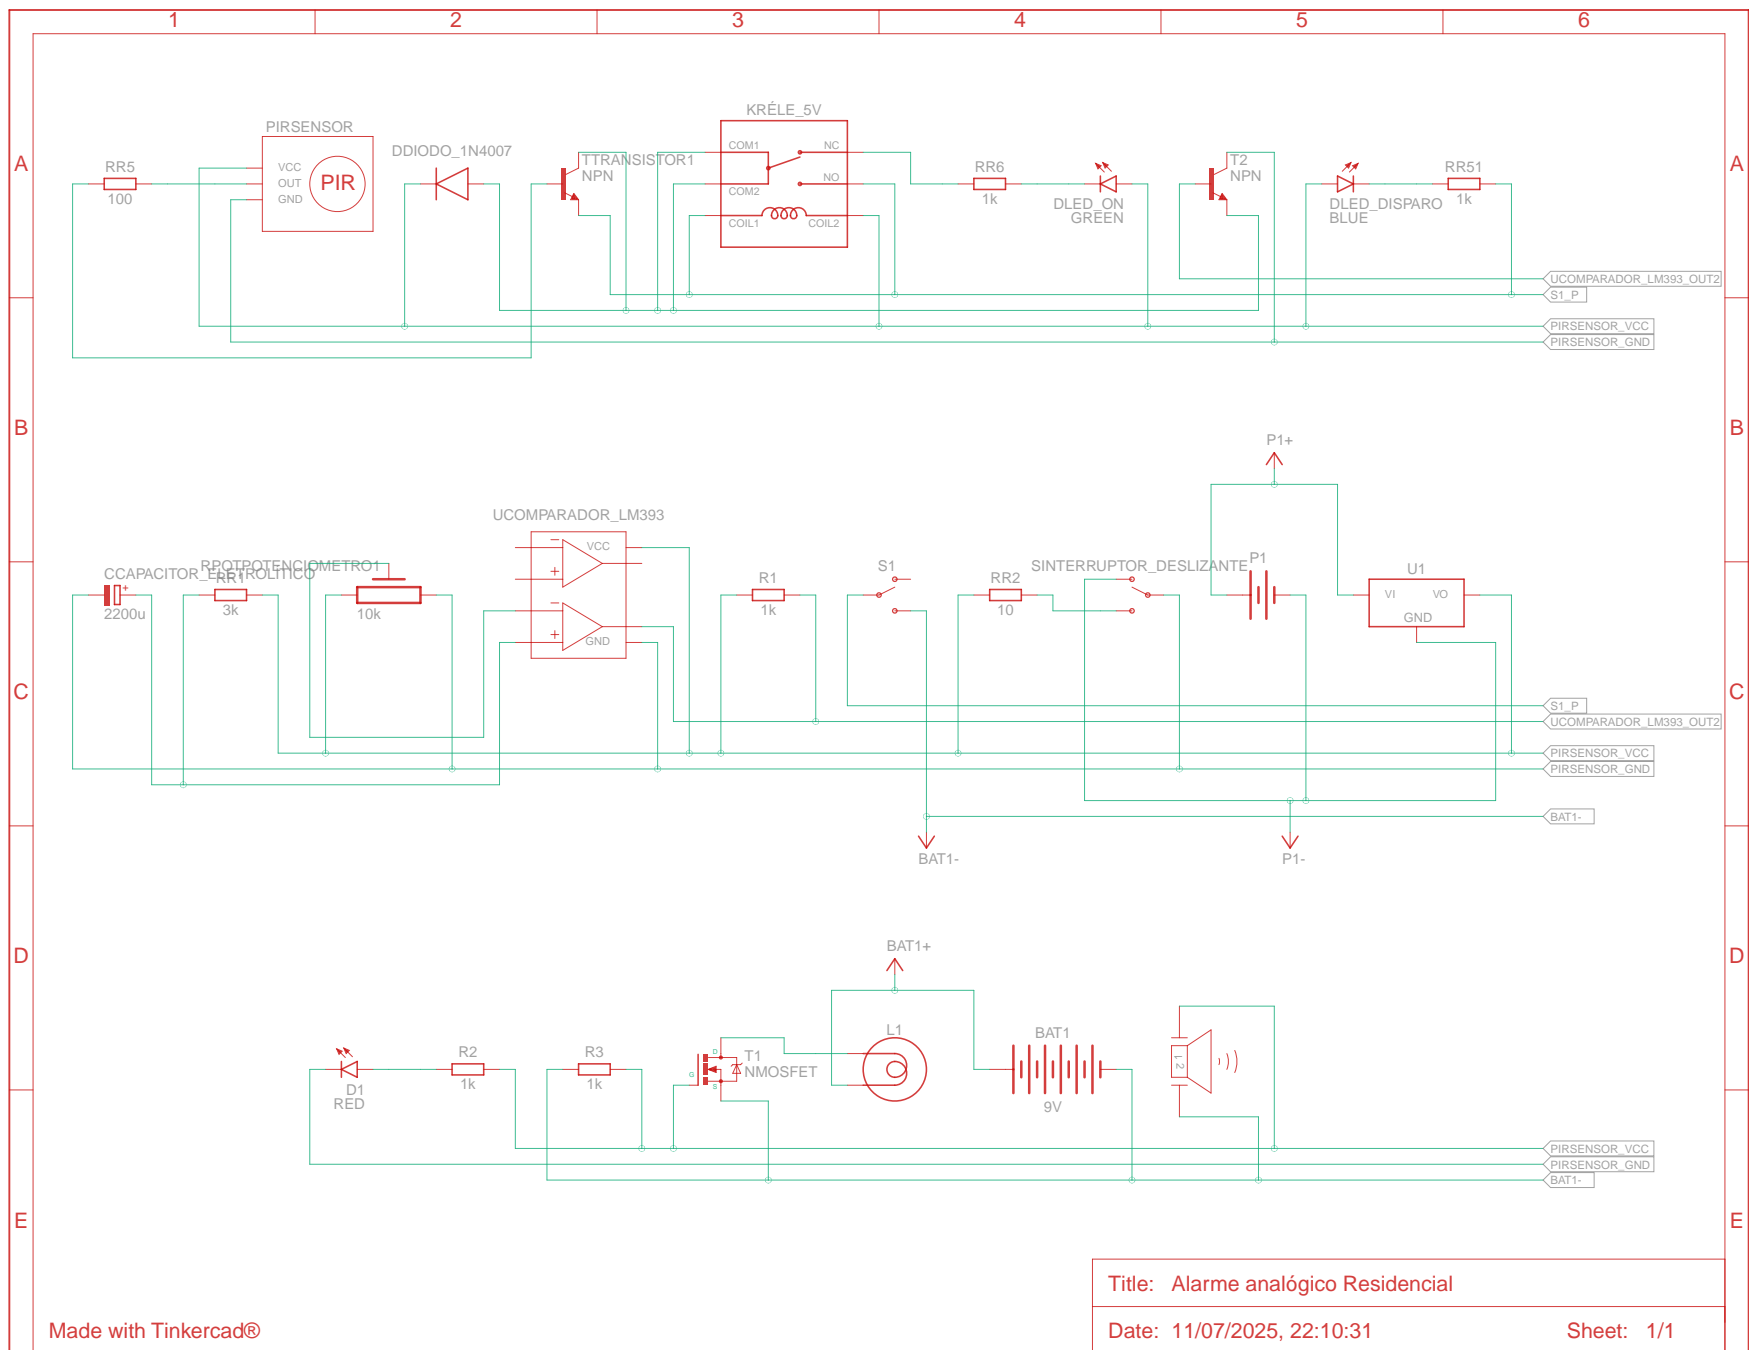 1 2 3 4 5 6
A A
KRÉLE_5V
PIRSENSOR
VCC
OUT
GND
PIR
RR5
100
DDIODO_1N4007
TTRANSISTOR1
NPN
COM1
COM2
COIL1
NC
NO
COIL2
RR6
1k
DLED_ON
GREEN
T2
NPN
DLED_DISPARO
BLUE
RR51
1k
UCOMPARADOR_LM393_OUT2
S1_P
PIRSENSOR_VCC
PIRSENSOR_GND
B B
P1+
UCOMPARADOR_LM393
VCC
GND
CCAPACITOR_ELETROLITICO
2200u
RR1
3k
RPOTPOTENCIOMETRO1
10k
R1
1k
S1
RR2
10
SINTERRUPTOR_DESLIZANTE
P1
U1
VI
VO
GND
C C
S1_P
UCOMPARADOR_LM393_OUT2
PIRSENSOR_VCC
PIRSENSOR_GND
BAT1-
BAT1-
P1-
D D
BAT1+
D1
RED
R2
1k
R3
1k
D
G
S
T1
NMOSFET
L1
BAT1
9V
1 2
PIRSENSOR_VCC
PIRSENSOR_GND
BAT1-
E E
Title: Alarme analógico Residencial
Made with Tinkercad®
Date: 11/07/2025, 22:10:31 Sheet: 1/1